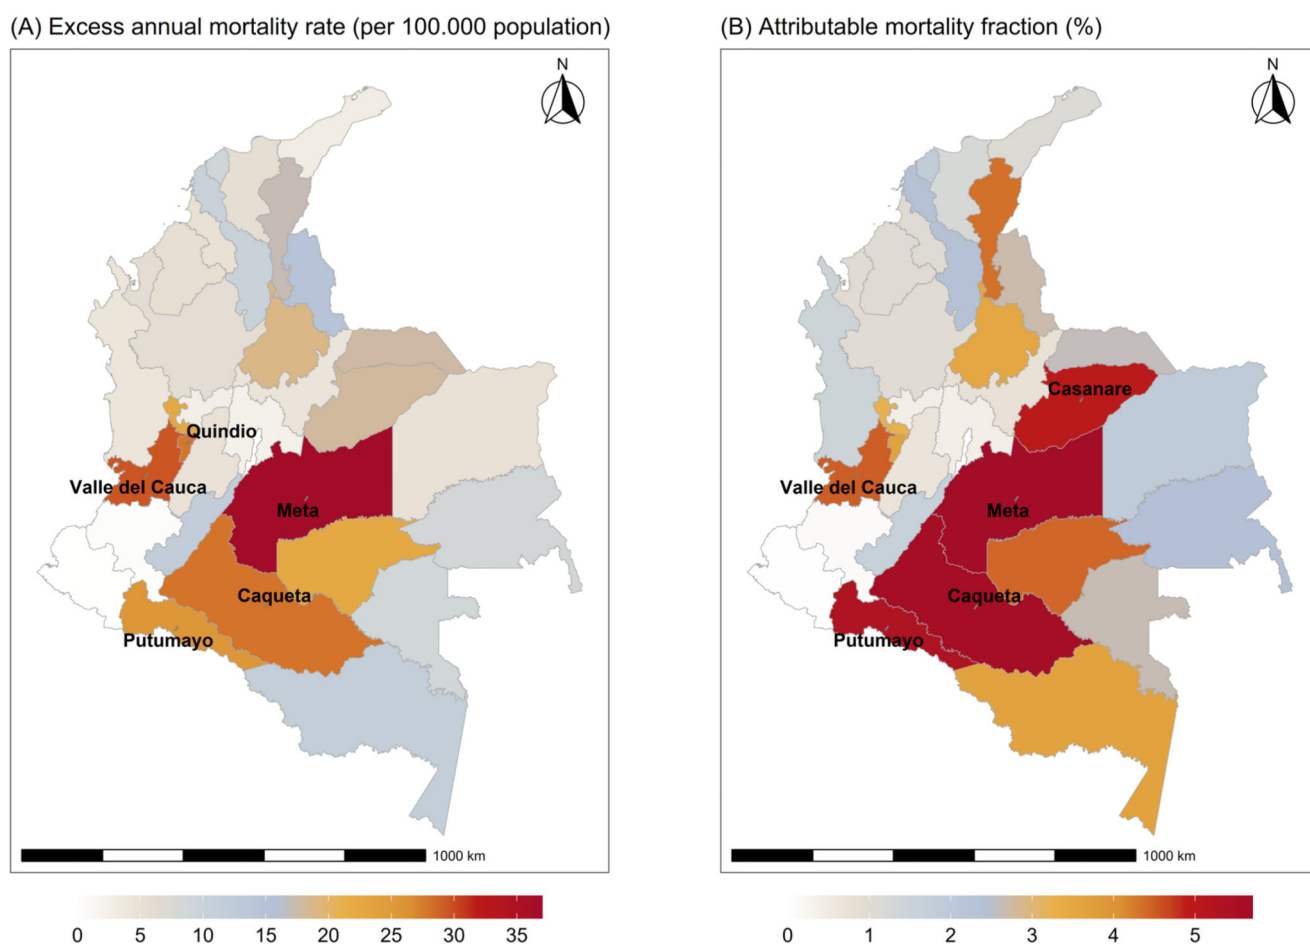 (A) Excess annual mortality rate (per 100.000 population)
(B) Attributable mortality fraction (%)
N
N
Quindio
Valle del Cauca
Meta
Caqueta
Putumayo
1000 km
0 5 10 15 20 25 30 35
Casanare
Valle del Cauca
Meta
Caqueta
Putumayo
1000 km
0 1 2 3 4 5